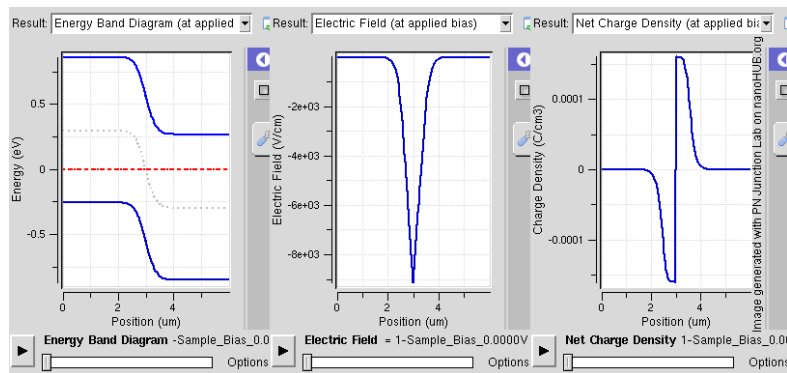 Result: Energy Band Diagram (at applied
Energy (eV)
0.5
0
-0.5
0 2 4
Position (um)
Energy Band Diagram -Sample_Bias_0.0
Options
Result: Electric Field (at applied bias)
Electric Field (V/cm)
-2e+03
-4e+03
-6e+03
-8e+03
0 2 4
Position (um)
Electric Field = 1-Sample_Bias_0.0000V
Options
Result: Net Charge Density (at applied
Charge Density (C/cm3)
0.0001
0
-0.0001
0 2 4
Position (um)
Net Charge Density 1-Sample_Bias_0.00
Options
Image generated with PN Junction Lab on nanoHUB.org